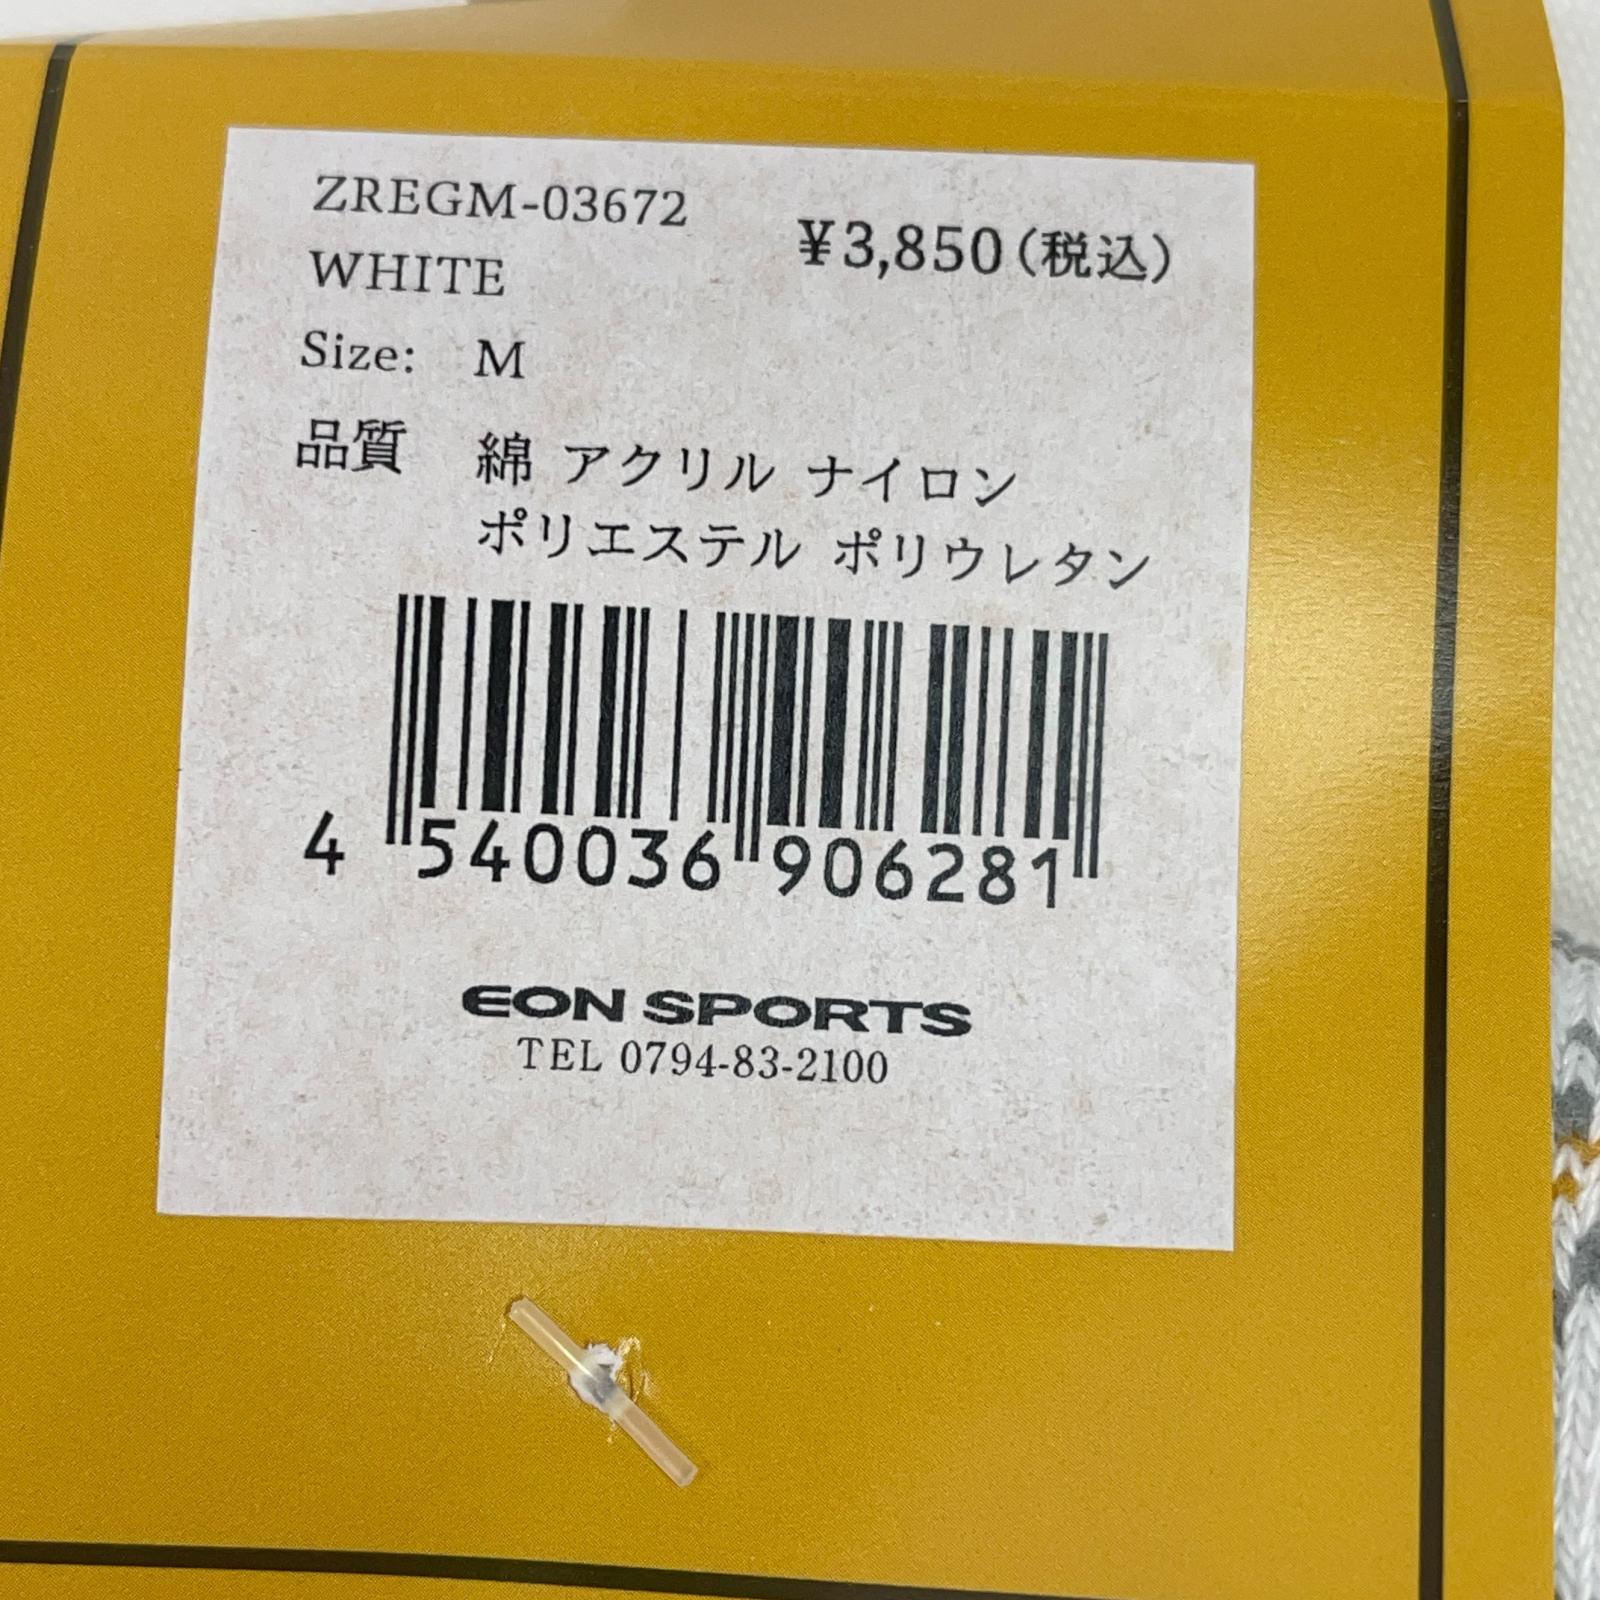 ZREGM-03672
¥3,850(税込)
WHITE
Size: M
品質 綿 アクリル ナイロン
ポリエステル ポリウレタン
4 540036 906281
EON SPORTS
TEL 0794-83-2100